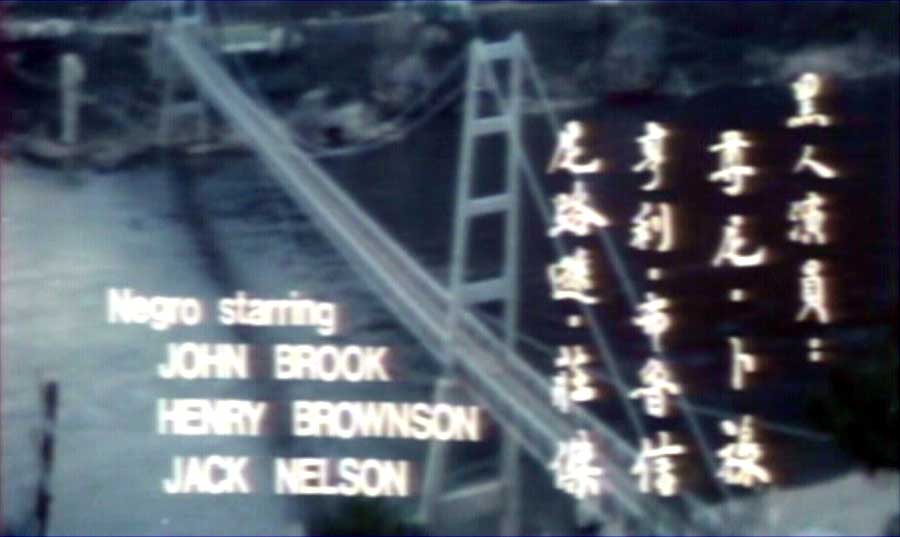 Negro starring
JOHN BROOK
HENRY BROWNSON
JACK NELSON
黑人演員：
尊尼·卜祿
亨利·布魯信
尼路遜·莊傑